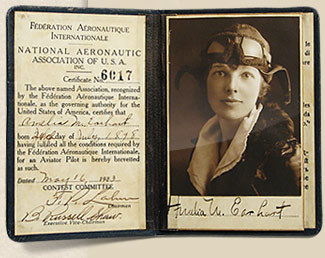 FÉDÉRATION AÉRONAUTIQUE
INTERNATIONALE
NATIONAL AERONAUTIC
ASSOCIATION OF U.S.A.
INC.
Certificate No. 6017
The above named Association, recognized
by the Fédération Aéronautique Interna-
tionale, as the governing authority for the
United States of America, certifies that
Amelia M. Earhart
born 24th day of July, 1898
having fulfilled all the conditions required by
the Fédération Aéronautique Internationale,
for an Aviator Pilot is hereby brevetted
as such.
Dated May 16, 1923
CONTEST COMMITTEE
Chairman
B Russell Shaw
Executive Vice-Chairman
Amelia M. Earhart